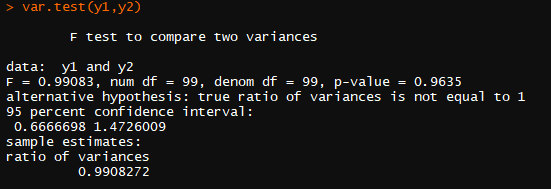 > var.test(y1,y2)
F test to compare two variances
data:  y1 and y2
F = 0.99083, num df = 99, denom df = 99, p-value = 0.9635
alternative hypothesis: true ratio of variances is not equal to 1
95 percent confidence interval:
0.6666698 1.4726009
sample estimates:
ratio of variances
0.9908272